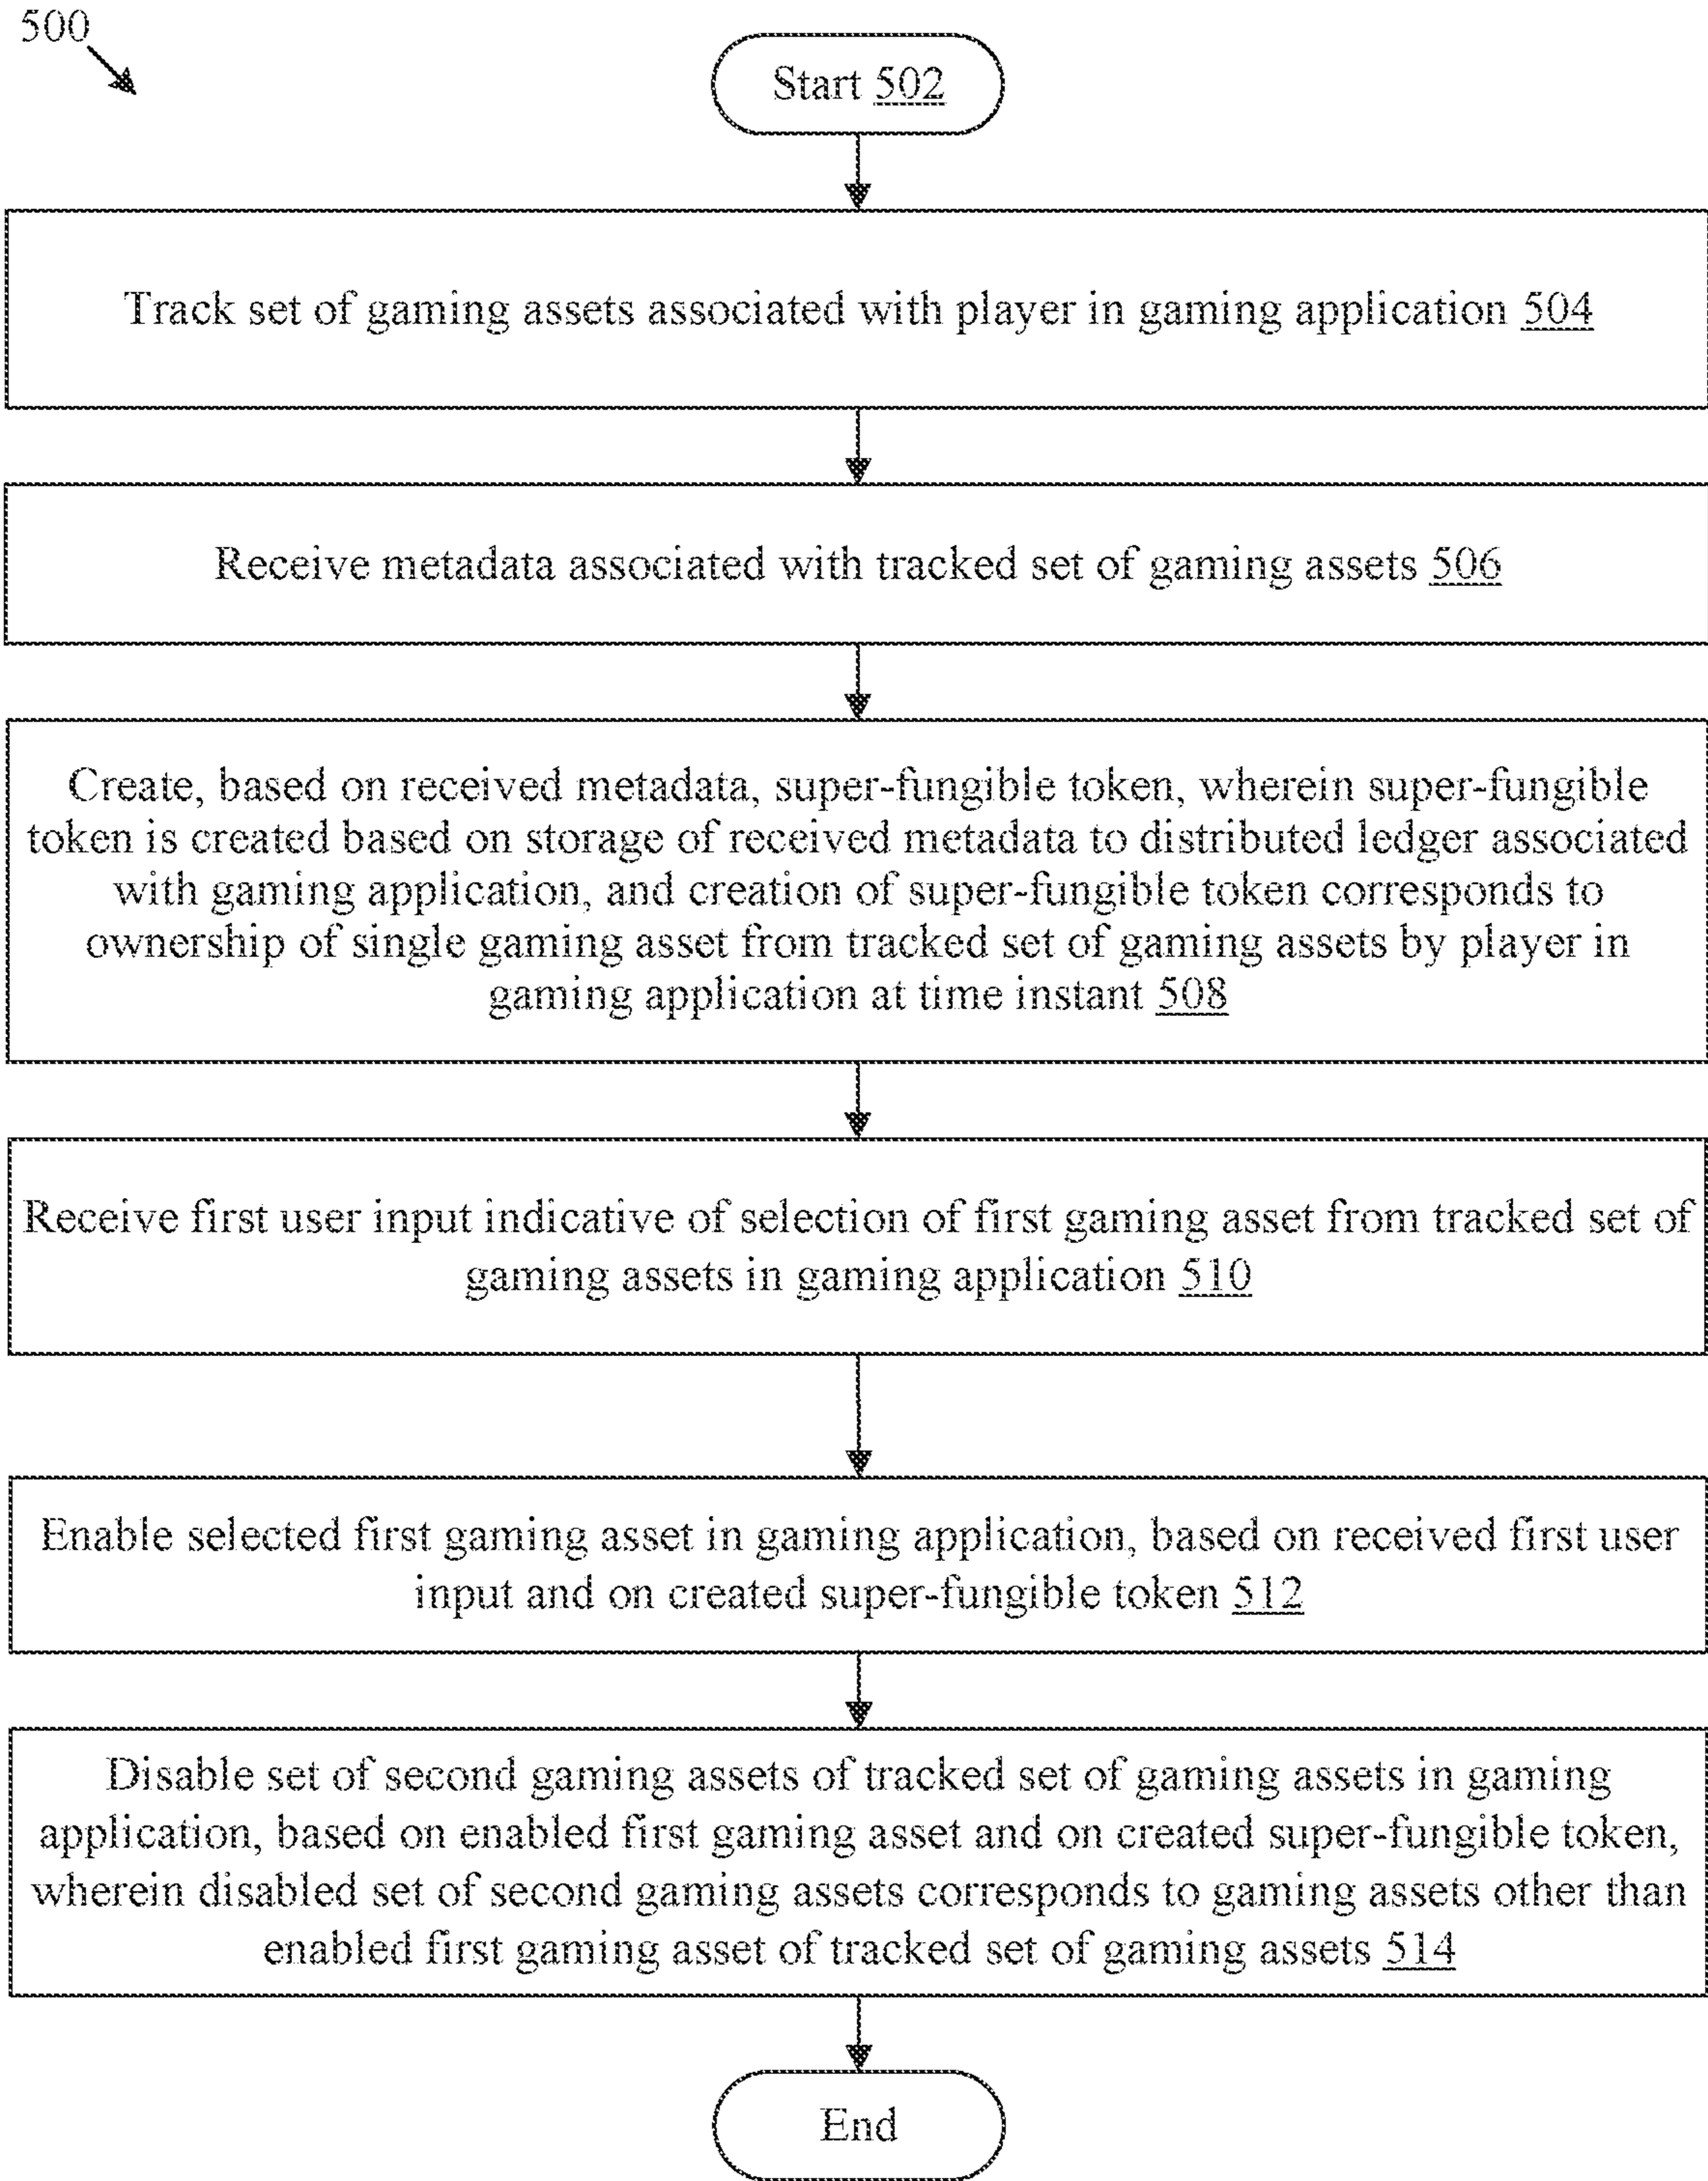 500
Start 502
Track set of gaming assets associated with player in gaming application 504
Receive metadata associated with tracked set of gaming assets 506
Create, based on received metadata, super-fungible token, wherein super-fungible
token is created based on storage of received metadata to distributed ledger associated
with gaming application, and creation of super-fungible token corresponds to
ownership of single gaming asset from tracked set of gaming assets by player in
gaming application at time instant 508
Receive first user input indicative of selection of first gaming asset from tracked set of
gaming assets in gaming application 510
Enable selected first gaming asset in gaming application, based on received first user
input and on created super-fungible token 512
Disable set of second gaming assets of tracked set of gaming assets in gaming
application, based on enabled first gaming asset and on created super-fungible token,
wherein disabled set of second gaming assets corresponds to gaming assets other than
enabled first gaming asset of tracked set of gaming assets 514
End